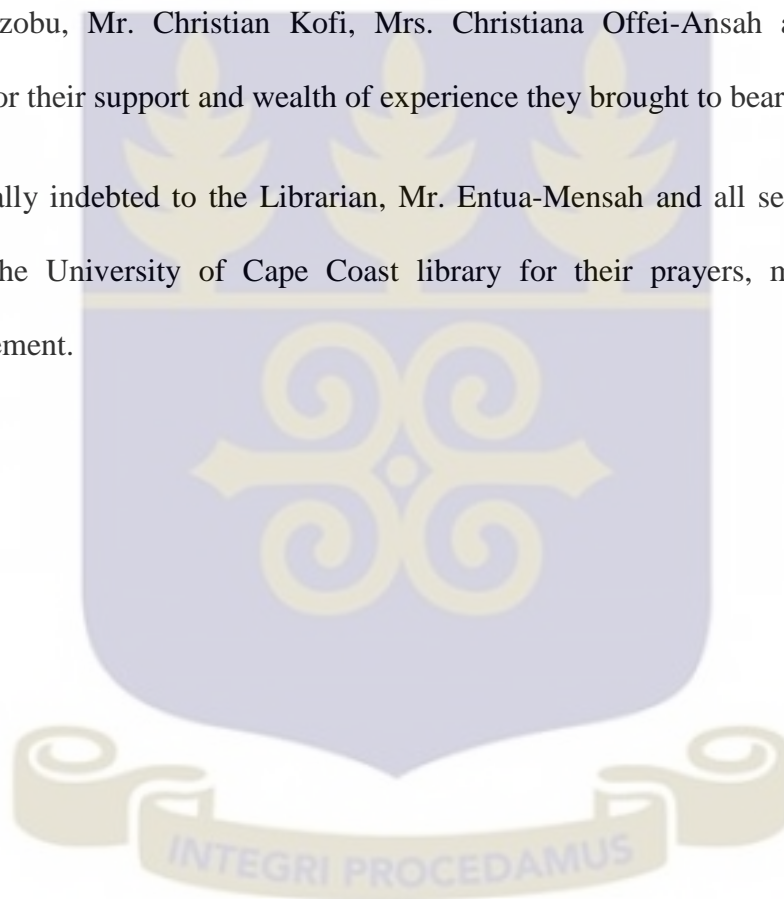 zobu, Mr. Christian Kofi, Mrs. Christiana Offei-Ansah a
or their support and wealth of experience they brought to bear
ally indebted to the Librarian, Mr. Entua-Mensah and all se
he University of Cape Coast library for their prayers, m
ement.
INTEGRI PROCEDAMUS